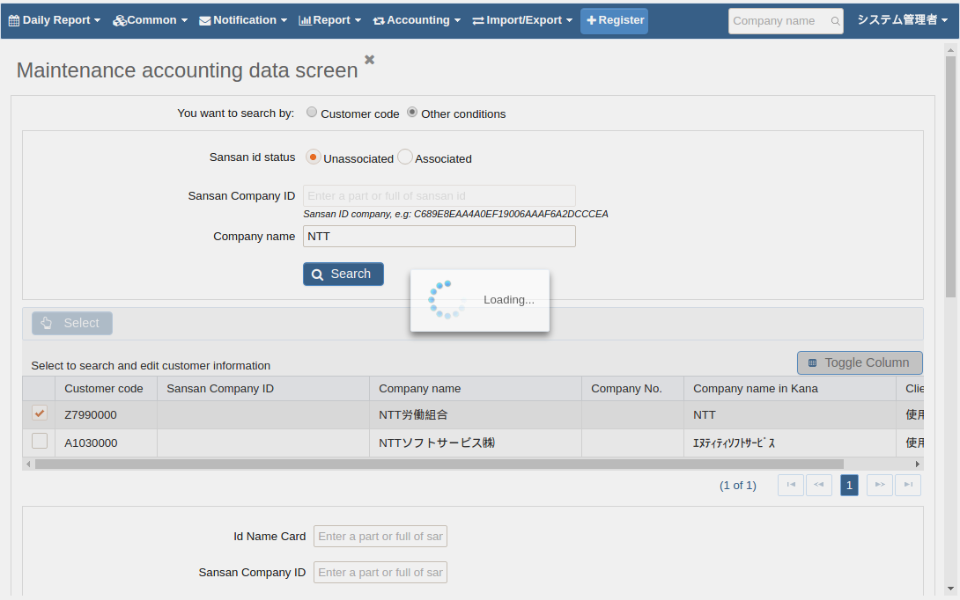 Daily Report Common Notification Report Accounting Import/Export Register Company name システム管理者
Maintenance accounting data screen
You want to search by: Customer code Other conditions
Sansan id status Unassociated Associated
Sansan Company ID Enter a part or full of sansan id
Sansan ID company, e.g: C689E8EAA4A0EF19006AAAF6A2DCCCEA
Company name NTT
Search
Loading...
Select
Select to search and edit customer information Toggle Column
Customer code Sansan Company ID Company name Company No. Company name in Kana Clie
Z7990000 NTT労働組合 NTT 使用
A1030000 NTTソフトサービス㈱ ｴﾇﾃｨﾃｨｿﾌﾄｻｰﾋﾞｽ 使用
(1 of 1) 1
Id Name Card Enter a part or full of sar
Sansan Company ID Enter a part or full of sar